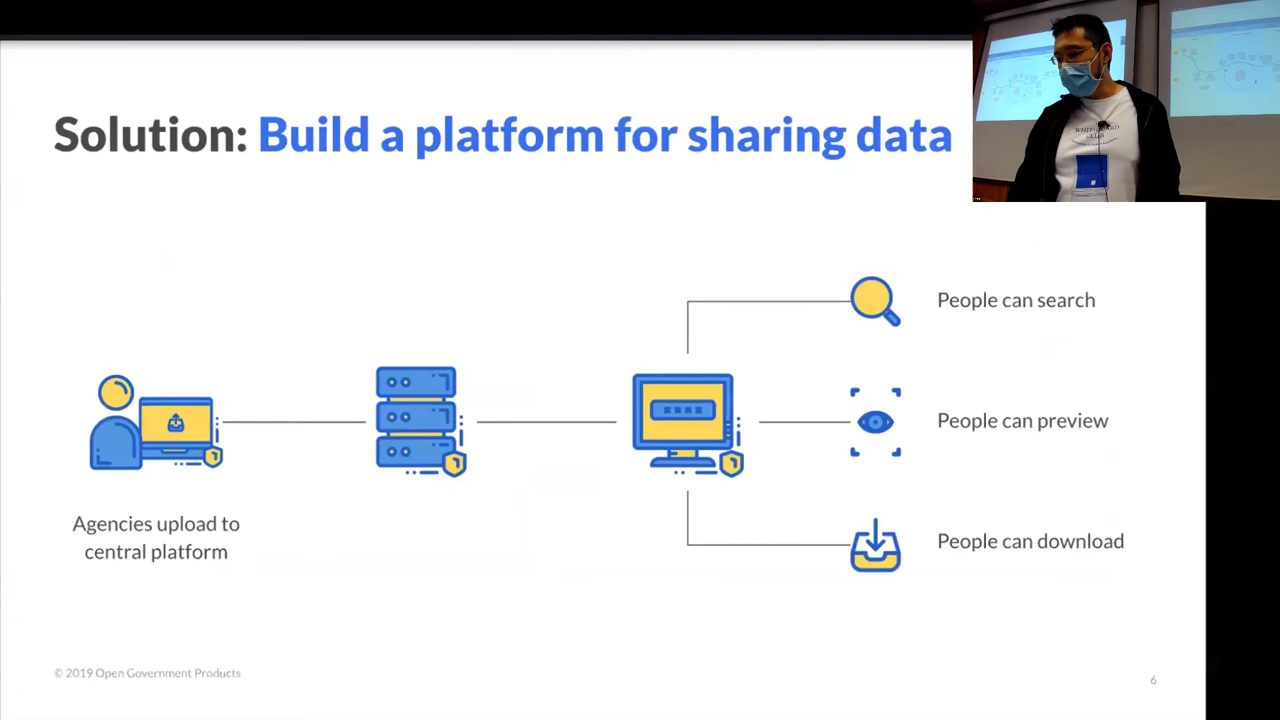 Solution: Build a platform for sharing data
People can search
People can preview
People can download
Agencies upload to
central platform
© 2019 Open Government Products
6
CLUB